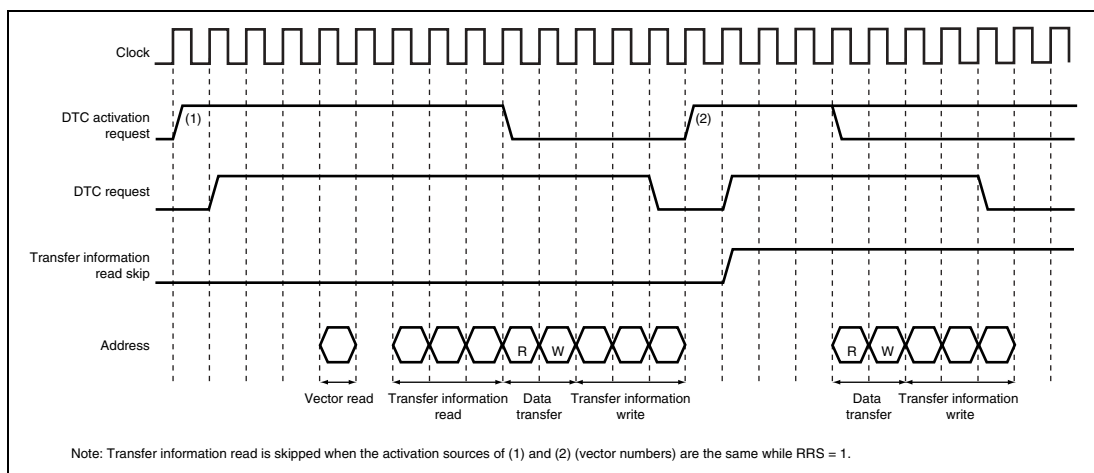 Clock
DTC activation
request
(1)
(2)
DTC request
Transfer information
read skip
Address
R
W
R
W
Vector read
Transfer information
read
Data
transfer
Transfer information
write
Data
transfer
Transfer information
write
Note: Transfer information read is skipped when the activation sources of (1) and (2) (vector numbers) are the same while RRS = 1.